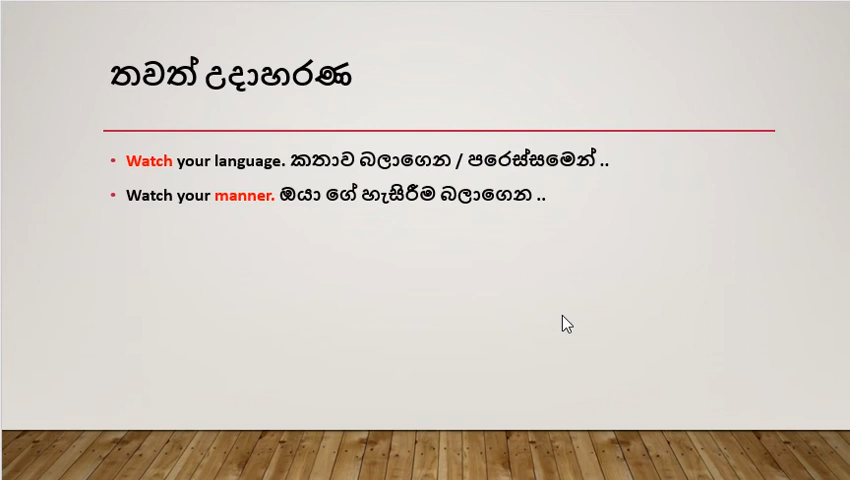 තවත් උදාහරණ
• Watch your language. කතාව බලාගෙන / පරෙස්සමෙන් ..
• Watch your manner. ඔයා ගේ හැසිරීම බලාගෙන ..